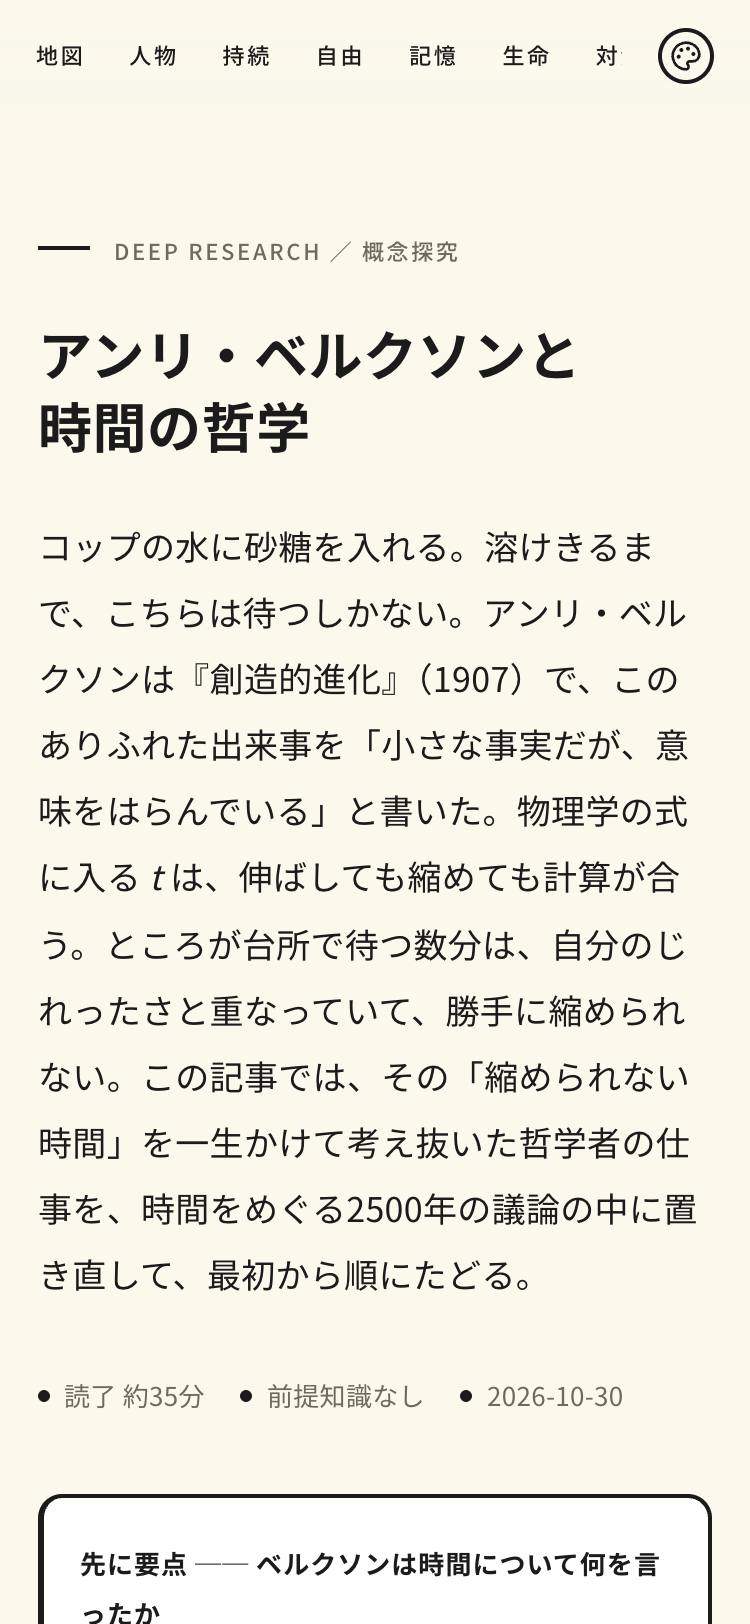 地図 人物 持続 自由 記憶 生命 対
DEEP RESEARCH ／ 概念探究
アンリ・ベルクソンと
時間の哲学
コップの水に砂糖を入れる。溶けきるま
で、こちらは待つしかない。アンリ・ベル
クソンは『創造的進化』（1907）で、この
ありふれた出来事を「小さな事実だが、意
味をはらんでいる」と書いた。物理学の式
に入る t は、伸ばしても縮めても計算が合
う。ところが台所で待つ数分は、自分のじ
れったさと重なっていて、勝手に縮められ
ない。この記事では、その「縮められない
時間」を一生かけて考え抜いた哲学者の仕
事を、時間をめぐる2500年の議論の中に置
き直して、最初から順にたどる。
読了 約35分 前提知識なし 2026-10-30
先に要点 ── ベルクソンは時間について何を言
ったか